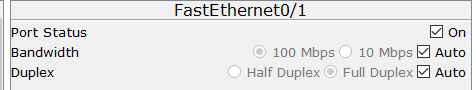 FastEthernet0/1
Port Status On
Bandwidth 100 Mbps 10 Mbps Auto
Duplex Half Duplex Full Duplex Auto